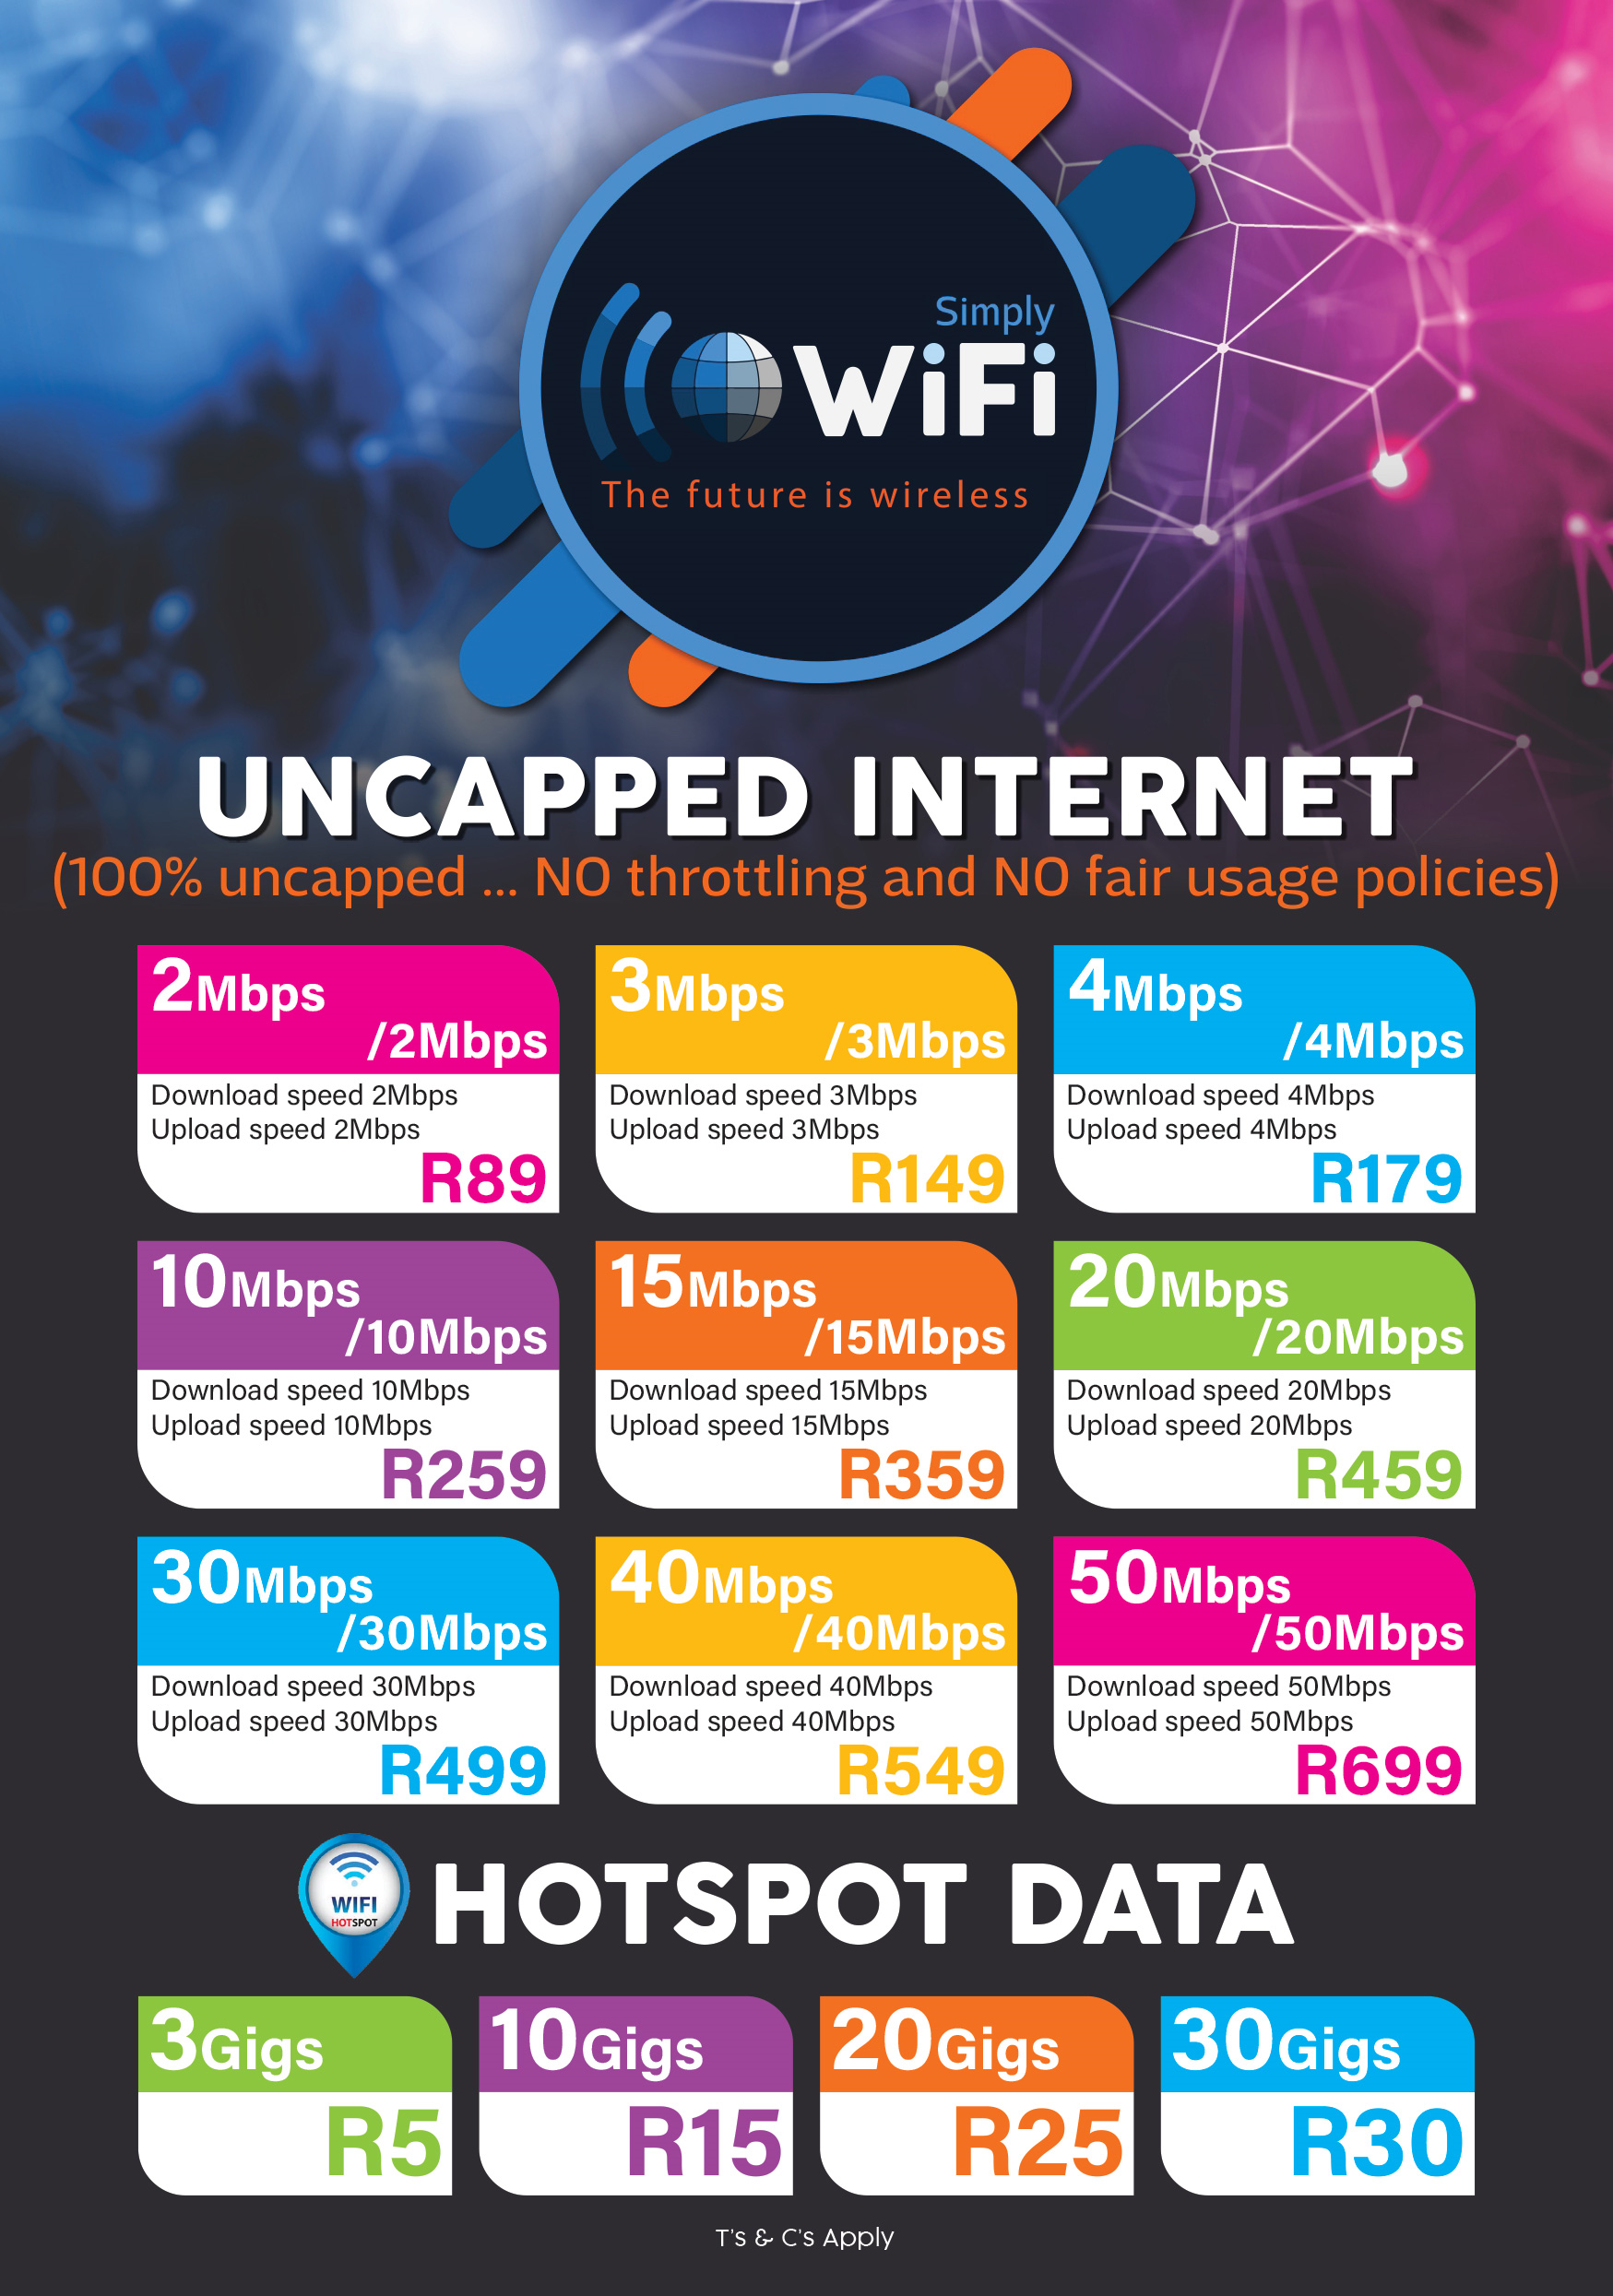 Simply
WiFi
The future is wireless
UNCAPPED INTERNET
(100% uncapped ... NO throttling and NO fair usage policies)
2Mbps
/2Mbps
Download speed 2Mbps
Upload speed 2Mbps
R89
3Mbps
/3Mbps
Download speed 3Mbps
Upload speed 3Mbps
R149
4Mbps
/4Mbps
Download speed 4Mbps
Upload speed 4Mbps
R179
10Mbps
/10Mbps
Download speed 10Mbps
Upload speed 10Mbps
R259
15Mbps
/15Mbps
Download speed 15Mbps
Upload speed 15Mbps
R359
20Mbps
/20Mbps
Download speed 20Mbps
Upload speed 20Mbps
R459
30Mbps
/30Mbps
Download speed 30Mbps
Upload speed 30Mbps
R499
40Mbps
/40Mbps
Download speed 40Mbps
Upload speed 40Mbps
R549
50Mbps
/50Mbps
Download speed 50Mbps
Upload speed 50Mbps
R699
WIFI
HOTSPOT
HOTSPOT DATA
3Gigs
R5
10Gigs
R15
20Gigs
R25
30Gigs
R30
T's & C's Apply